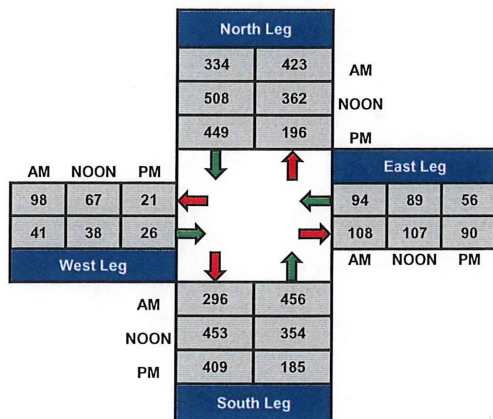 North Leg
334 423 AM
508 362 NOON
449 196 PM
AM NOON PM
East Leg
98 67 21
94 89 56
41 38 26
108 107 90
West Leg
AM NOON PM
AM 296 456
NOON 453 354
PM 409 185
South Leg